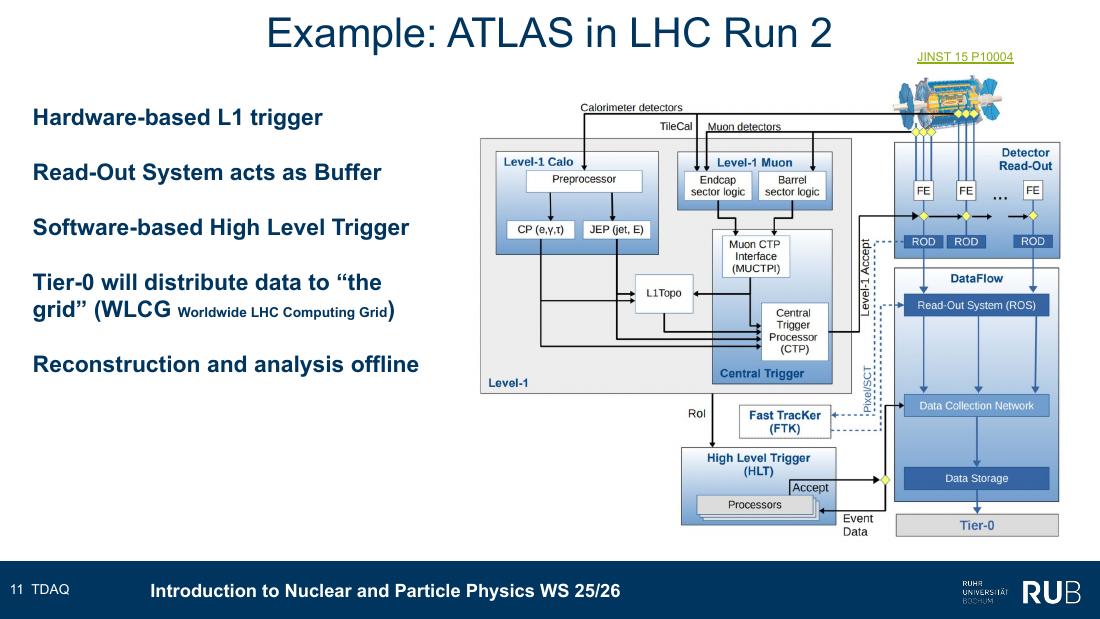 Example: ATLAS in LHC Run 2
JINST 15 P10004
Hardware-based L1 trigger
Read-Out System acts as Buffer
Software-based High Level Trigger
Tier-0 will distribute data to “the
grid” (WLCG Worldwide LHC Computing Grid)
Reconstruction and analysis offline
Calorimeter detectors
TileCal
Muon detectors
Level-1 Calo
Preprocessor
CP (e,γ,τ)
JEP (jet, E)
Level-1 Muon
Endcap
sector logic
Barrel
sector logic
Muon CTP
Interface
(MUCTPI)
L1Topo
Central
Trigger
Processor
(CTP)
Central Trigger
Level-1
Level-1 Accept
Detector
Read-Out
FE
FE
...
FE
ROD
ROD
ROD
DataFlow
Read-Out System (ROS)
Data Collection Network
Data Storage
Tier-0
Pixel/SCT
RoI
Fast TracKer
(FTK)
High Level Trigger
(HLT)
Accept
Processors
Event
Data
11 TDAQ
Introduction to Nuclear and Particle Physics WS 25/26
RUHR
UNIVERSITÄT
BOCHUM
RUB